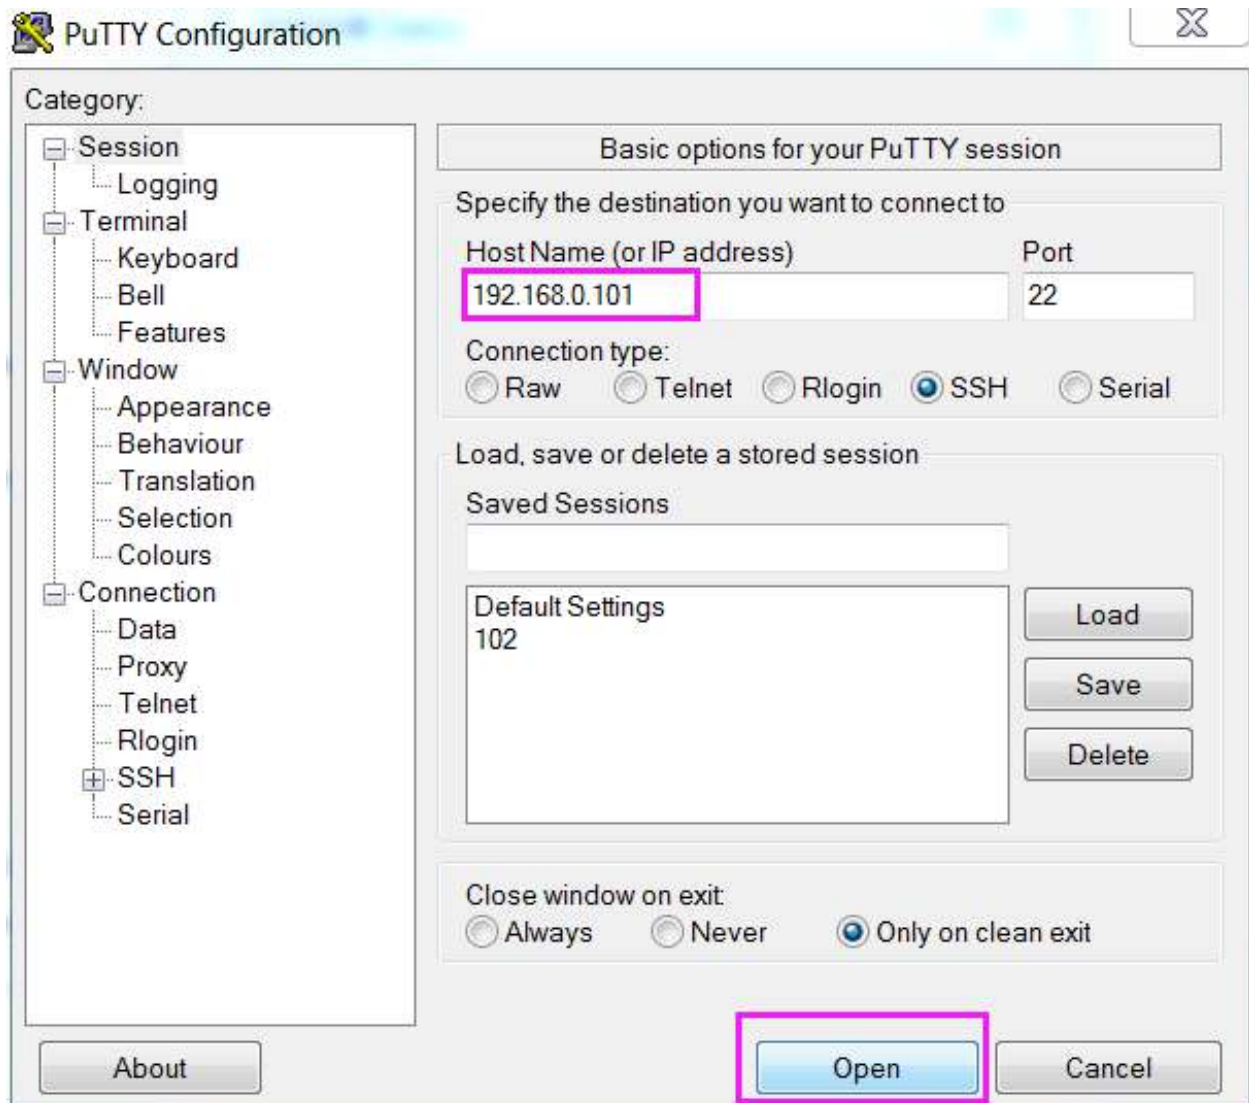 PuTTY Configuration
Category:
Session
Logging
Terminal
Keyboard
Bell
Features
Window
Appearance
Behaviour
Translation
Selection
Colours
Connection
Data
Proxy
Telnet
Rlogin
SSH
Serial
Basic options for your PuTTY session
Specify the destination you want to connect to
Host Name (or IP address) Port
192.168.0.101 22
Connection type:
Raw Telnet Rlogin SSH Serial
Load, save or delete a stored session
Saved Sessions
Default Settings
102
Load
Save
Delete
Close window on exit:
Always Never Only on clean exit
About Open Cancel